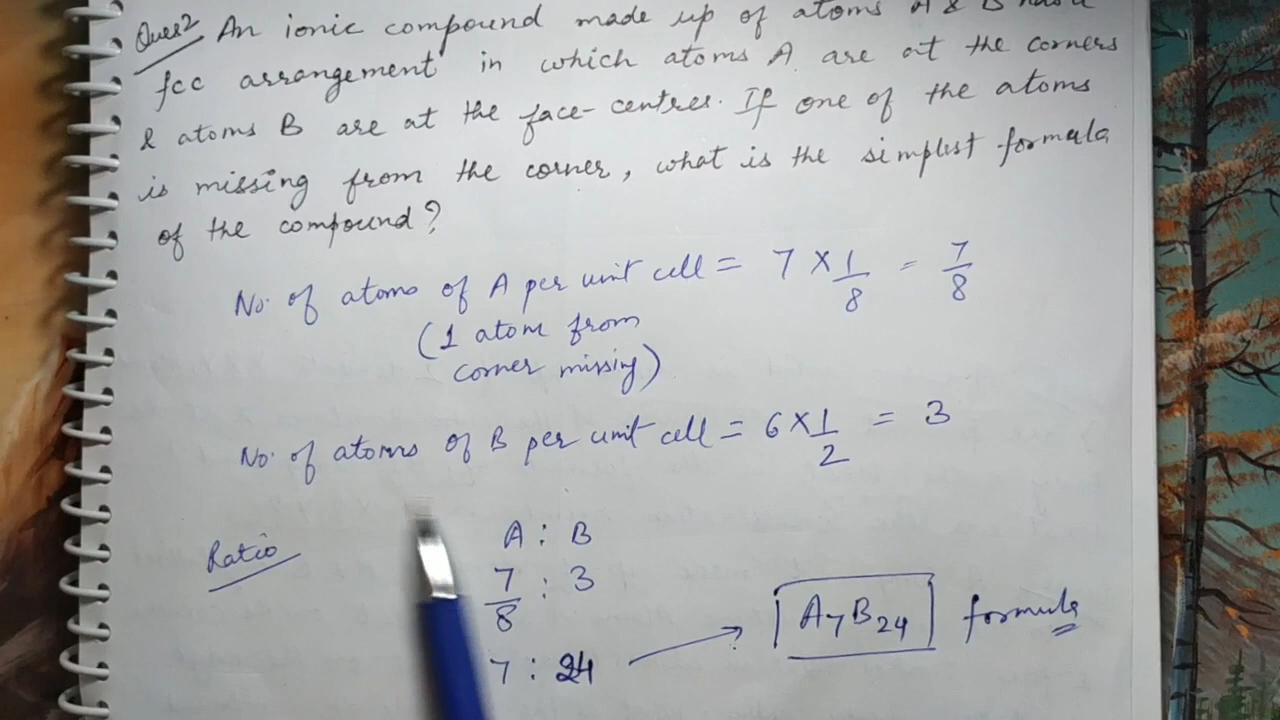 Ques 2 An ionic compound made up of atoms A & B has a
fcc arrangement in which atoms A are at the corners
& atoms B are at the face-centres. If one of the atoms
is missing from the corner, what is the simplest formula
of the compound?
No. of atoms of A per unit cell = 7 × 1/8 = 7/8
(1 atom from
corner missing)
No. of atoms of B per unit cell = 6 × 1/2 = 3
Ratio
A : B
7/8 : 3
7 : 24 → A7B24 formula